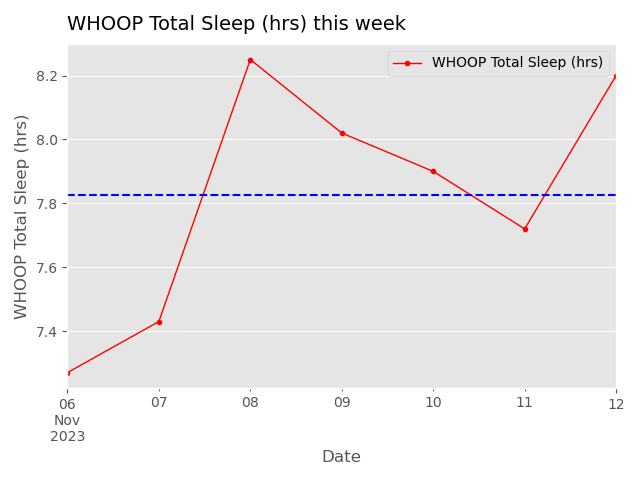 WHOOP Total Sleep (hrs) this week
WHOOP Total Sleep (hrs)
8.2
8.0
7.8
7.6
7.4
WHOOP Total Sleep (hrs)
06
Nov
2023
07
08
09
10
11
12
Date